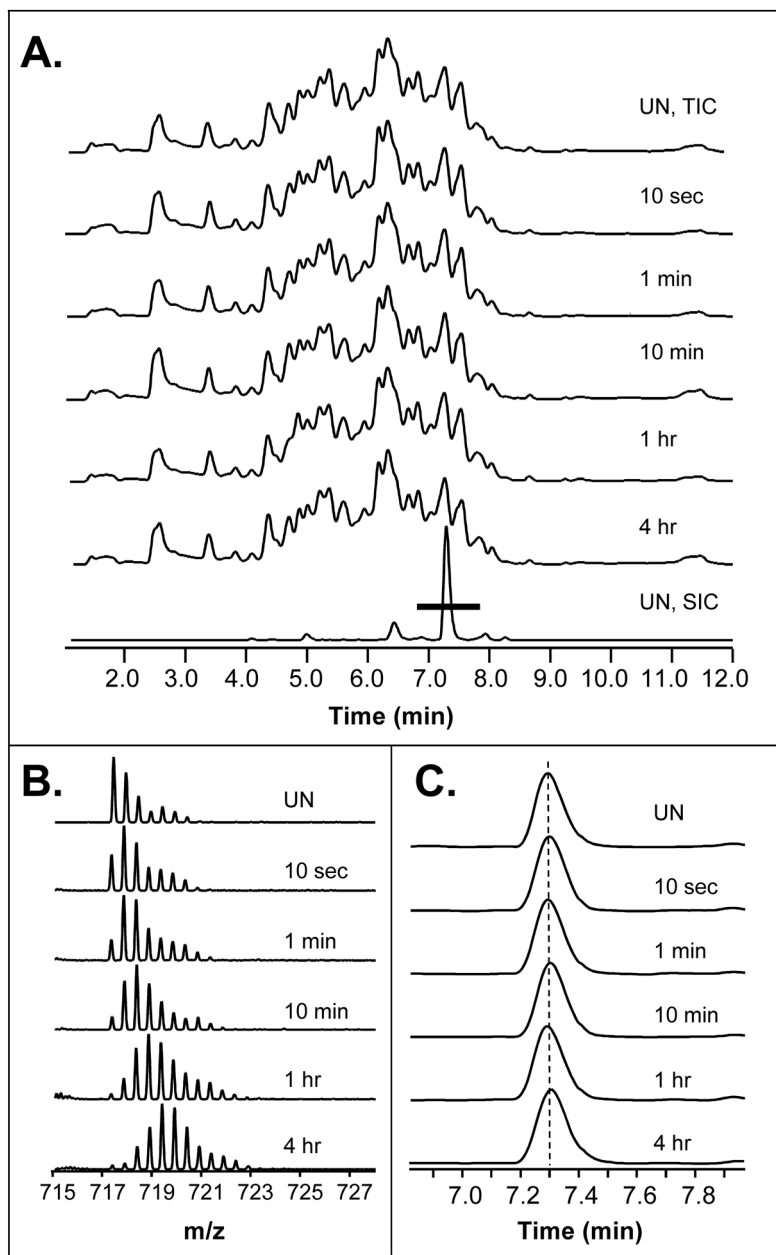 A.
UN, TIC
10 sec
1 min
10 min
1 hr
4 hr
UN, SIC
2.0 3.0 4.0 5.0 6.0 7.0 8.0 9.0 10.0 11.0 12.0
Time (min)
B.
UN
10 sec
1 min
10 min
1 hr
4 hr
715 717 719 721 723 725 727
m/z
C.
UN
10 sec
1 min
10 min
1 hr
4 hr
7.0 7.2 7.4 7.6 7.8
Time (min)